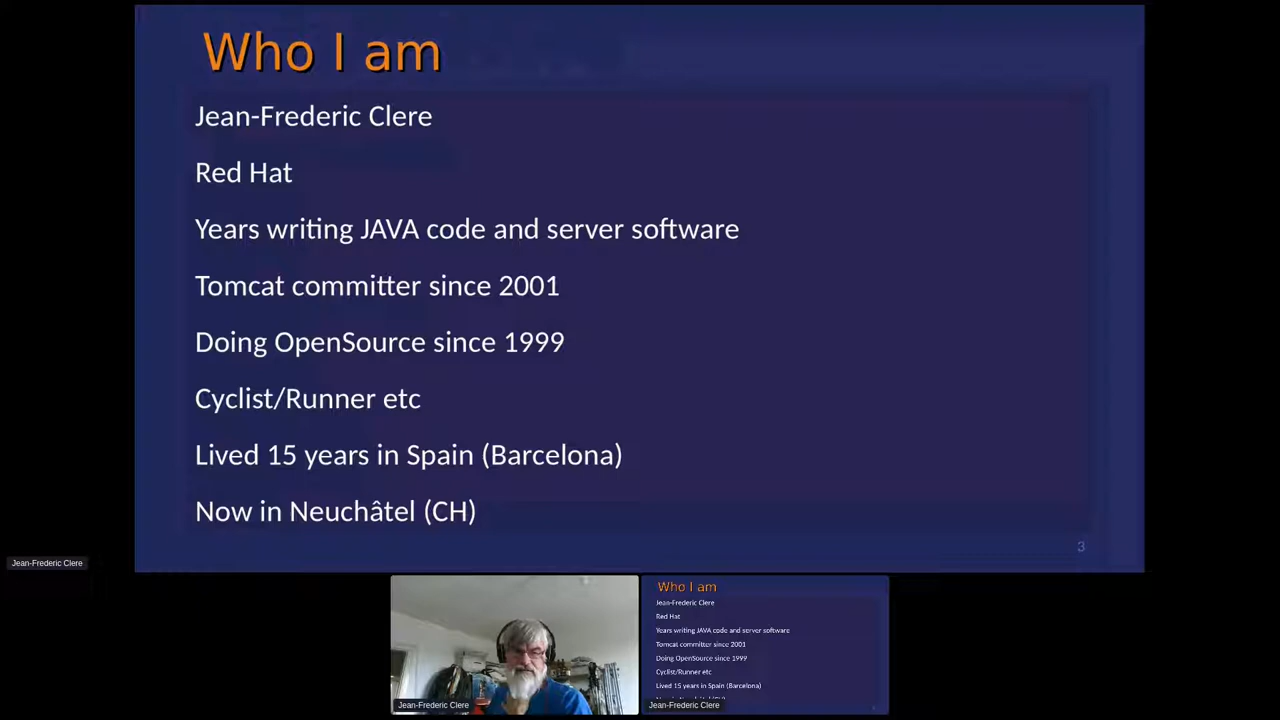 Who I am
Jean-Frederic Clere
Red Hat
Years writing JAVA code and server software
Tomcat committer since 2001
Doing OpenSource since 1999
Cyclist/Runner etc
Lived 15 years in Spain (Barcelona)
Now in Neuchâtel (CH)
3
Jean-Frederic Clere
Jean-Frederic Clere
Who I am
Jean-Frederic Clere
Red Hat
Years writing JAVA code and server software
Tomcat committer since 2001
Doing OpenSource since 1999
Cyclist/Runner etc
Lived 15 years in Spain (Barcelona)
Jean-Frederic Clere